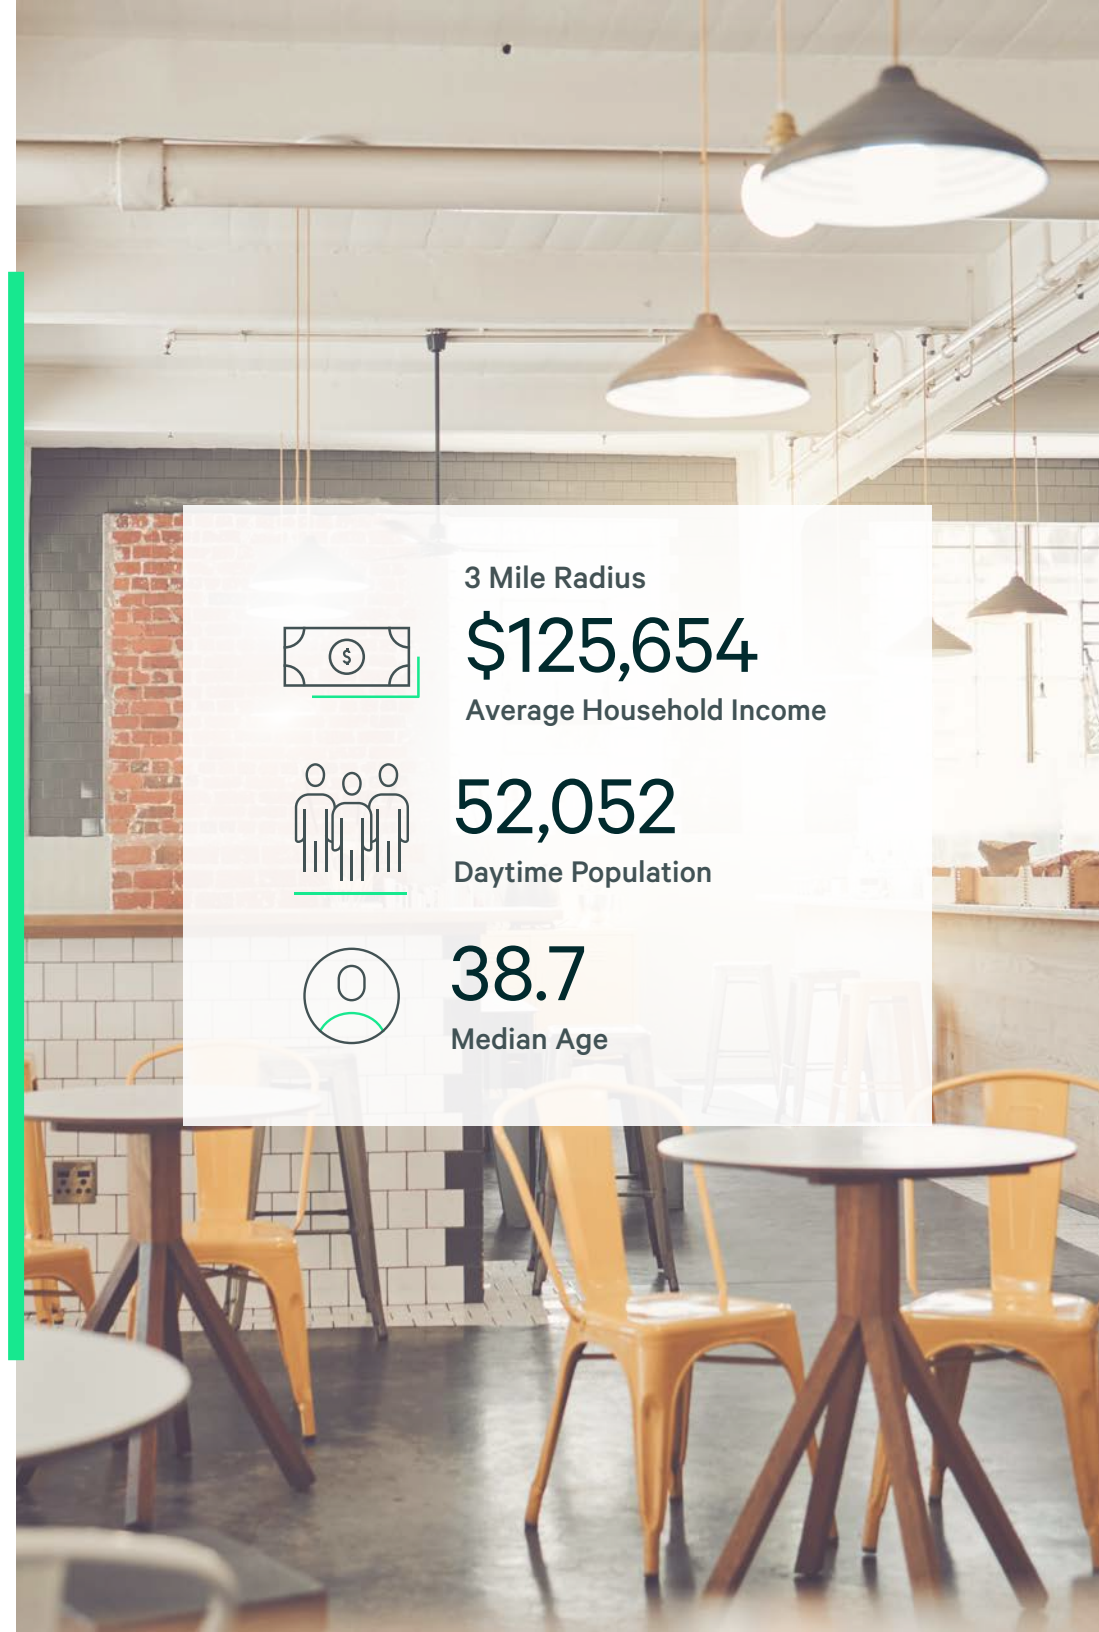 3 Mile Radius
$125,654
Average Household Income
52,052
Daytime Population
38.7
Median Age